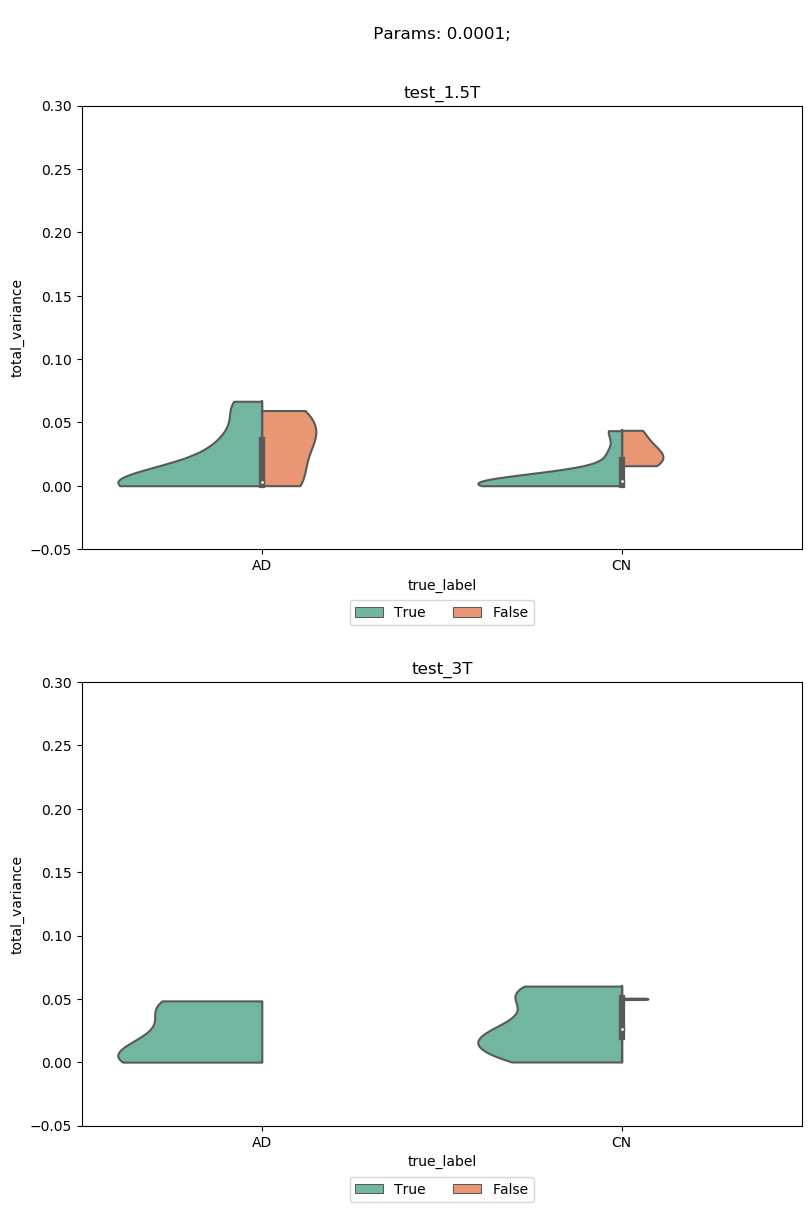 Params: 0.0001;
test_1.5T
0.30
0.25
0.20
0.15
0.10
0.05
0.00
−0.05
total_variance
AD CN
true_label
True False
test_3T
0.30
0.25
0.20
0.15
0.10
0.05
0.00
−0.05
total_variance
AD CN
true_label
True False